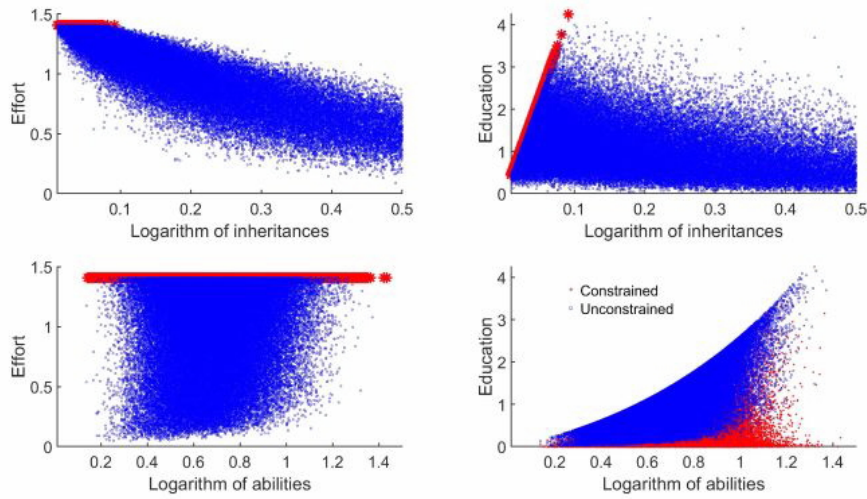 1.5
1
0.5
0
Effort
0.1 0.2 0.3 0.4 0.5
Logarithm of inheritances
4
3
2
1
0
Education
0.1 0.2 0.3 0.4 0.5
Logarithm of inheritances
1.5
1
0.5
0
Effort
0.2 0.4 0.6 0.8 1 1.2 1.4
Logarithm of abilities
4
3
2
1
0
Education
Constrained
Unconstrained
0.2 0.4 0.6 0.8 1 1.2 1.4
Logarithm of abilities